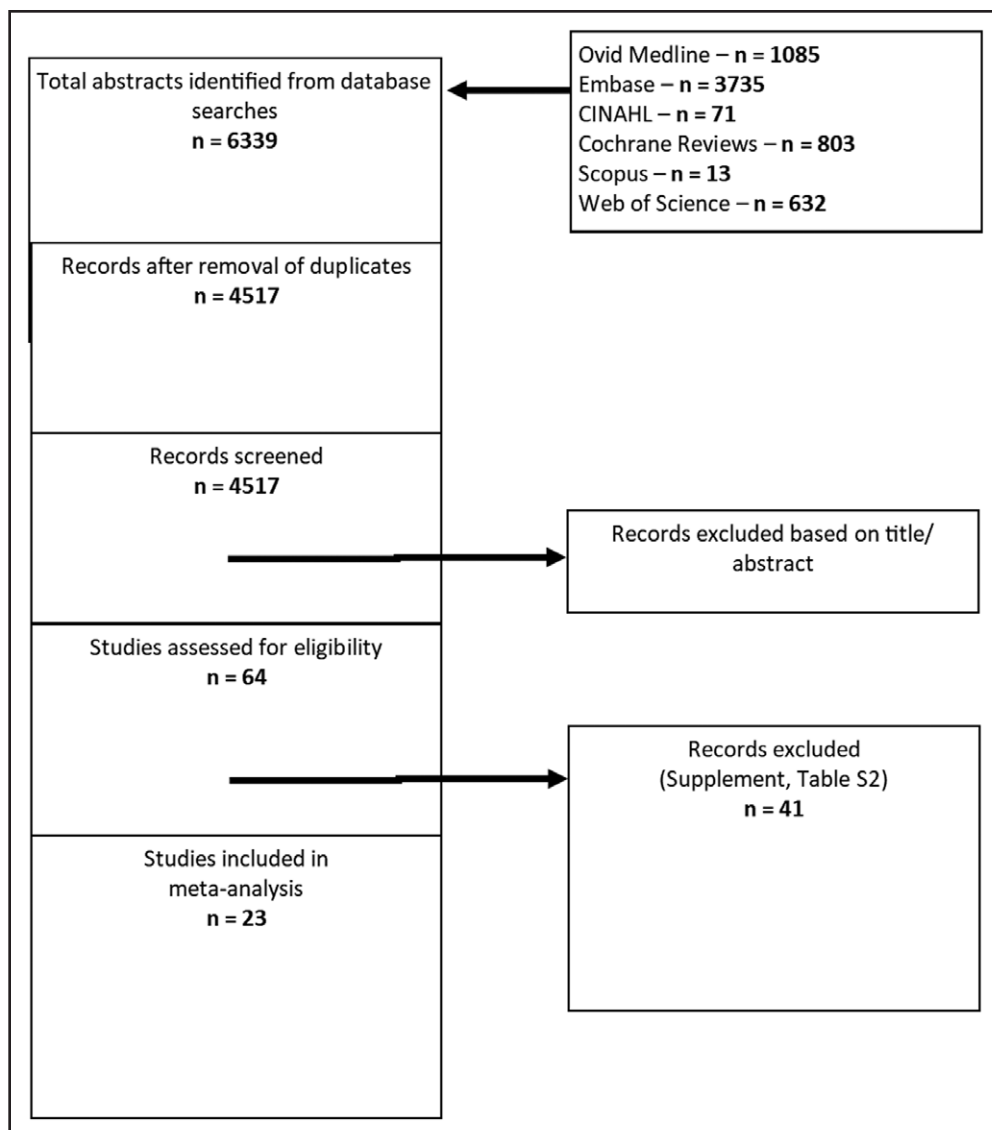 Total abstracts identified from database
searches
n = 6339
Ovid Medline – n = 1085
Embase – n = 3735
CINAHL – n = 71
Cochrane Reviews – n = 803
Scopus – n = 13
Web of Science – n = 632
Records after removal of duplicates
n = 4517
Records screened
n = 4517
Records excluded based on title/
abstract
Studies assessed for eligibility
n = 64
Records excluded
(Supplement, Table S2)
n = 41
Studies included in
meta-analysis
n = 23